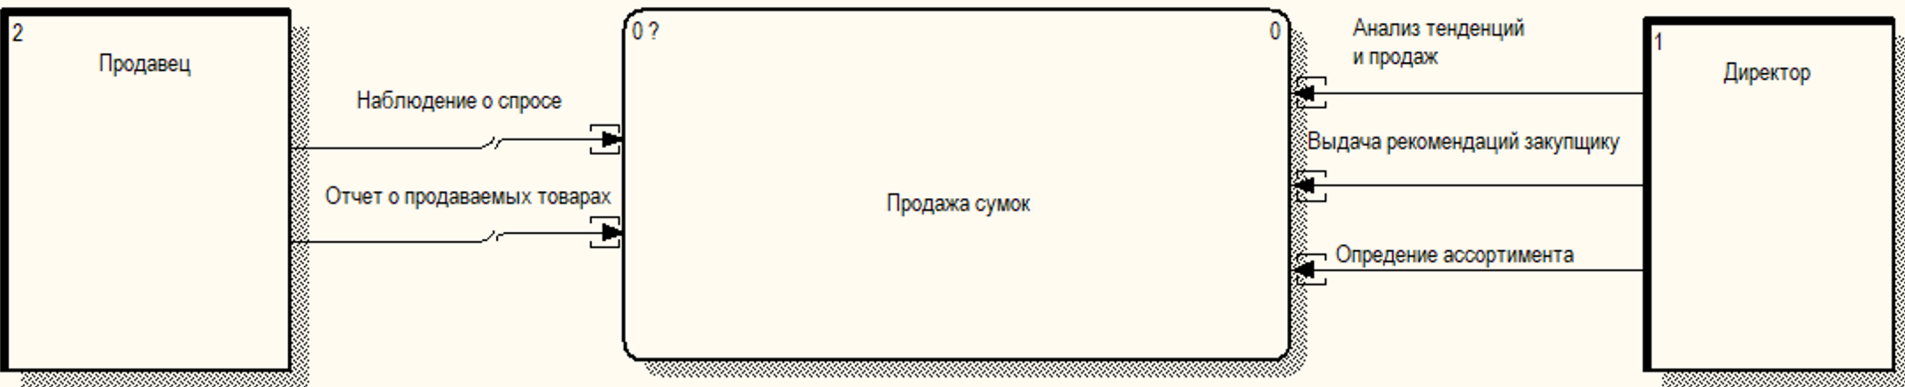 2
Продавец
Наблюдение о спросе
Отчет о продаваемых товарах
0 ?
0
Продажа сумок
Анализ тенденций
и продаж
Выдача рекомендаций закупщику
Опредение ассортимента
1
Директор